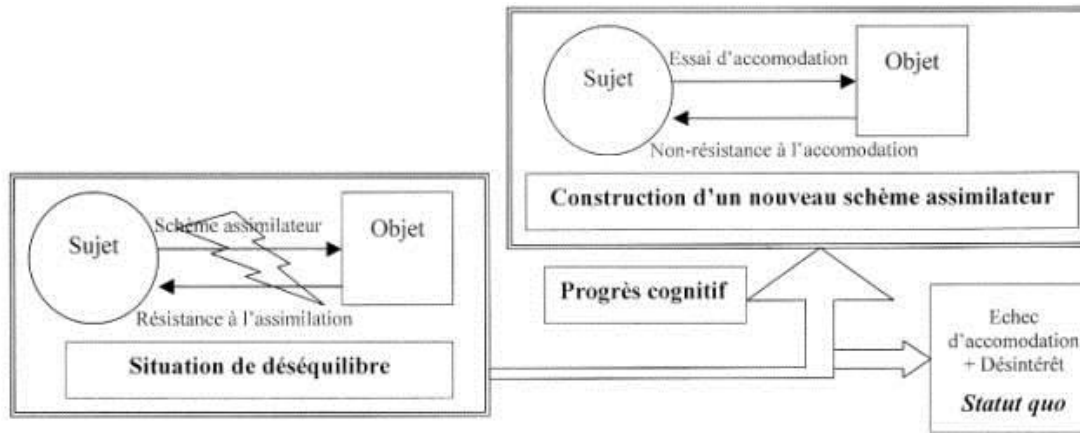 Sujet
Essai d'accomodation
Objet
Non-résistance à l'accomodation
Construction d'un nouveau schème assimilateur
Sujet
Schème assimilateur
Objet
Résistance à l'assimilation
Situation de déséquilibre
Progrès cognitif
Echec
d'accomodation
+ Désintérêt
Statut quo